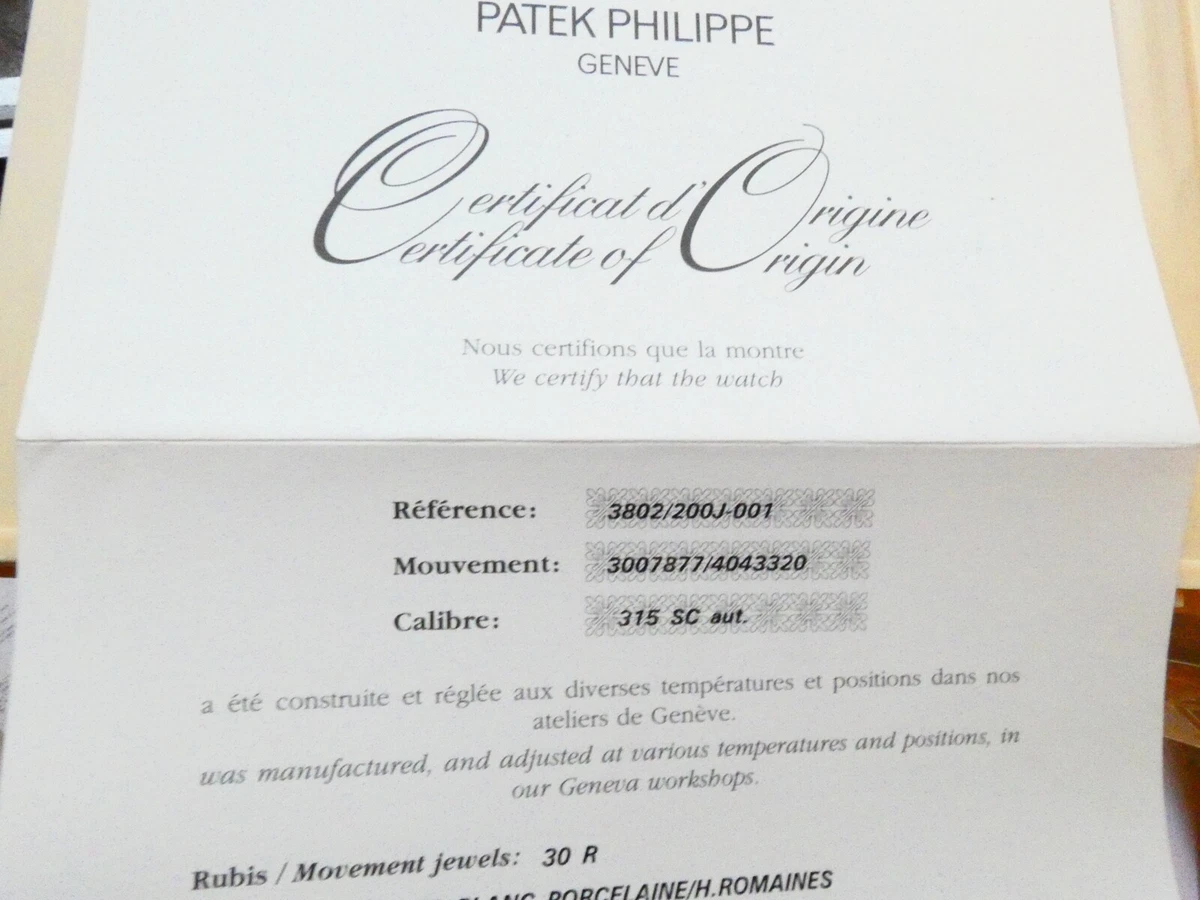 PATEK PHILIPPE
GENEVE
Certificat d'Origine
Certificate of Origin
Nous certifions que la montre
We certify that the watch
Référence: 3802/200J-001
Mouvement: 3007877/4043320
Calibre: 315 SC aut.
a été construite et réglée aux diverses températures et positions dans nos
ateliers de Genève.
was manufactured, and adjusted at various temperatures and positions, in
our Geneva workshops.
Rubis / Movement jewels: 30 R
BLANC PORCELAINE/H.ROMAINES